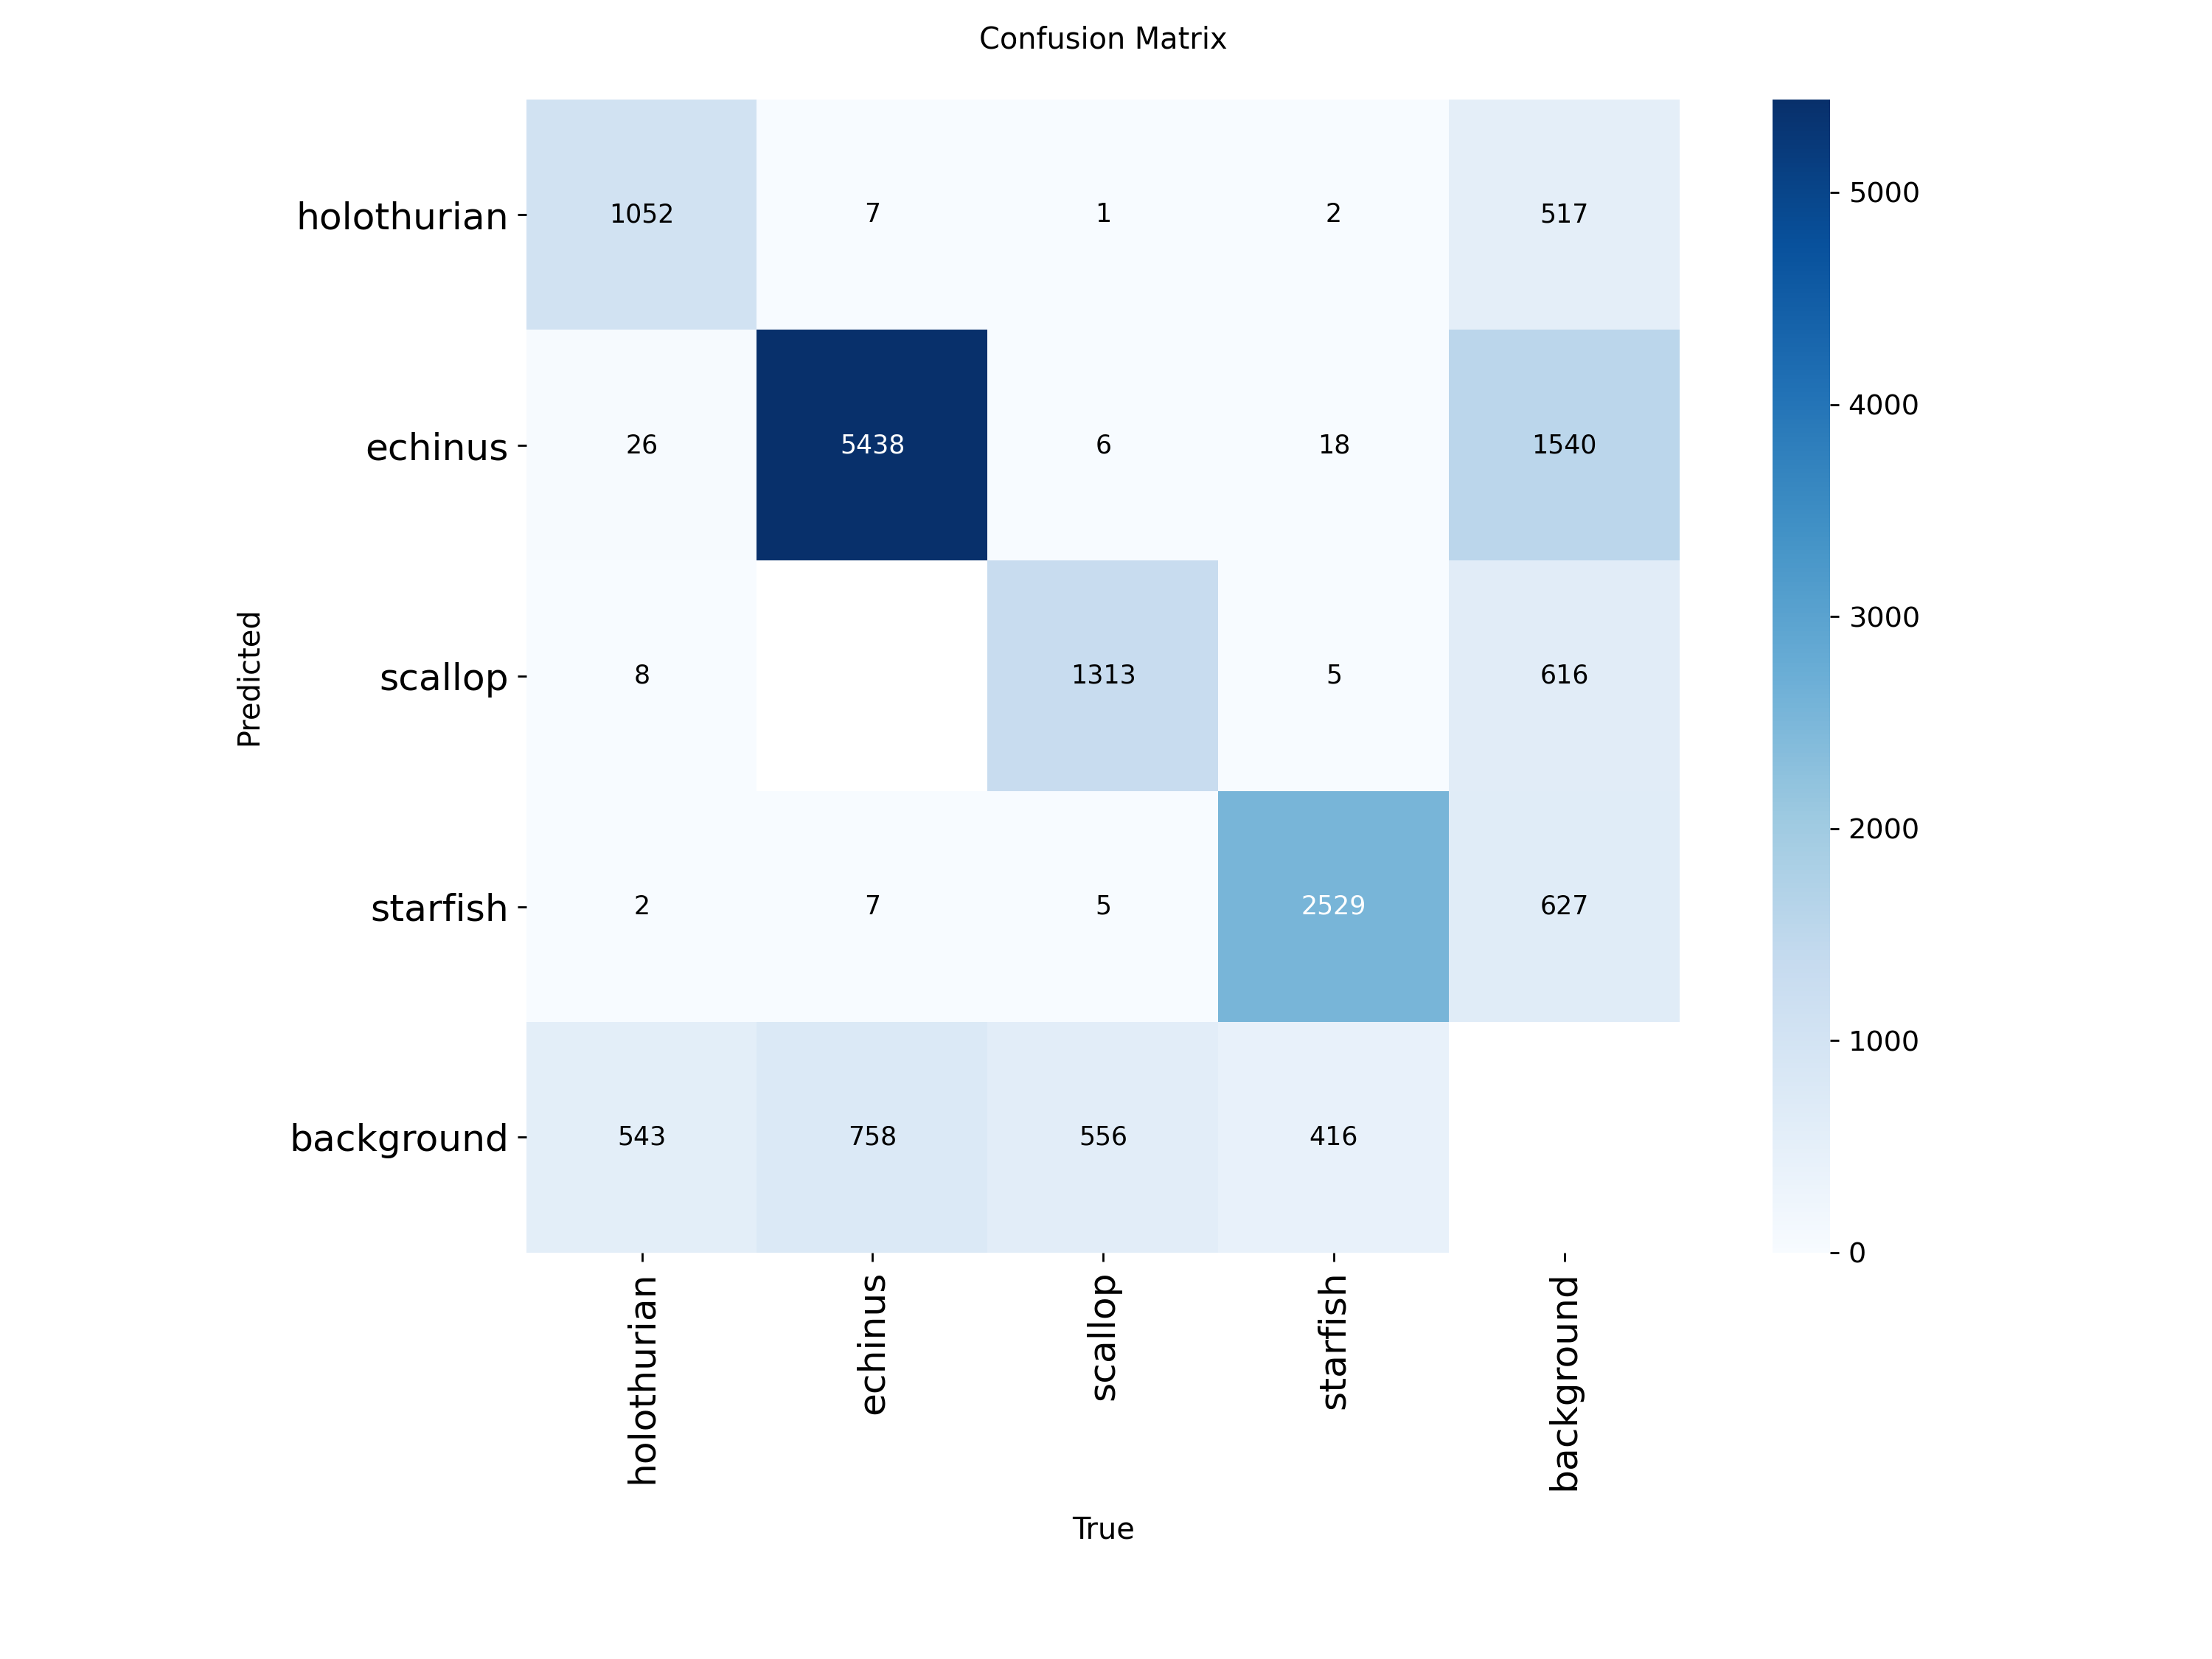 Confusion Matrix
holothurian 1052 7 1 2 517
echinus 26 5438 6 18 1540
scallop 8 1313 5 616
starfish 2 7 5 2529 627
background 543 758 556 416
Predicted
holothurian echinus scallop starfish background
True
5000
4000
3000
2000
1000
0